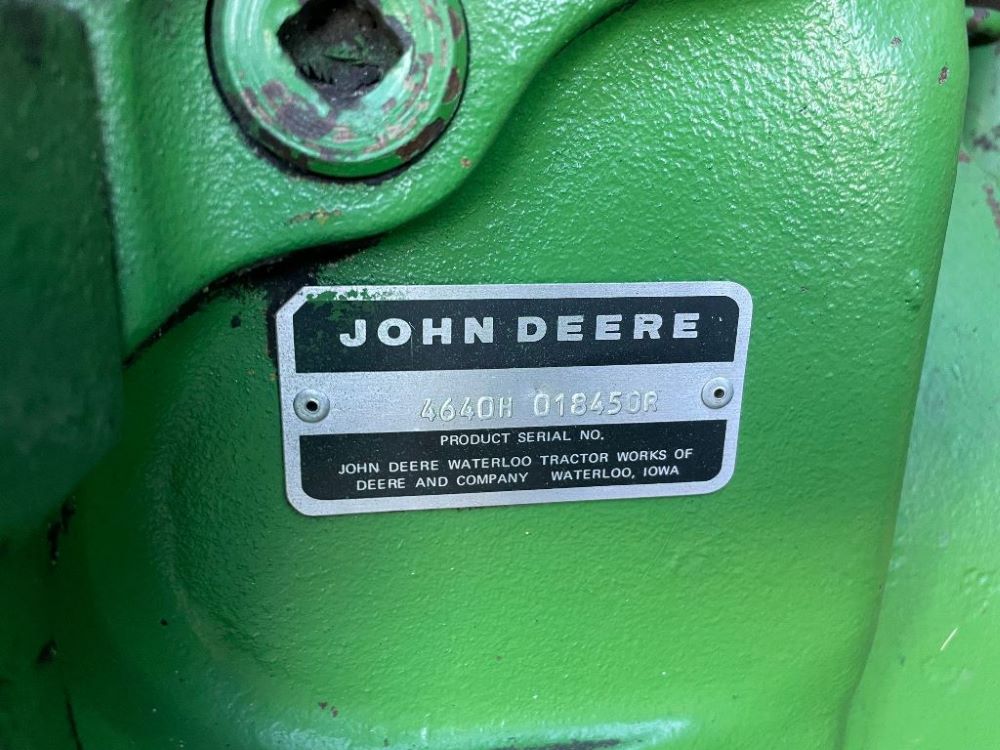 JOHN DEERE
4640H 018450R
PRODUCT SERIAL NO.
JOHN DEERE WATERLOO TRACTOR WORKS OF
DEERE AND COMPANY WATERLOO, IOWA